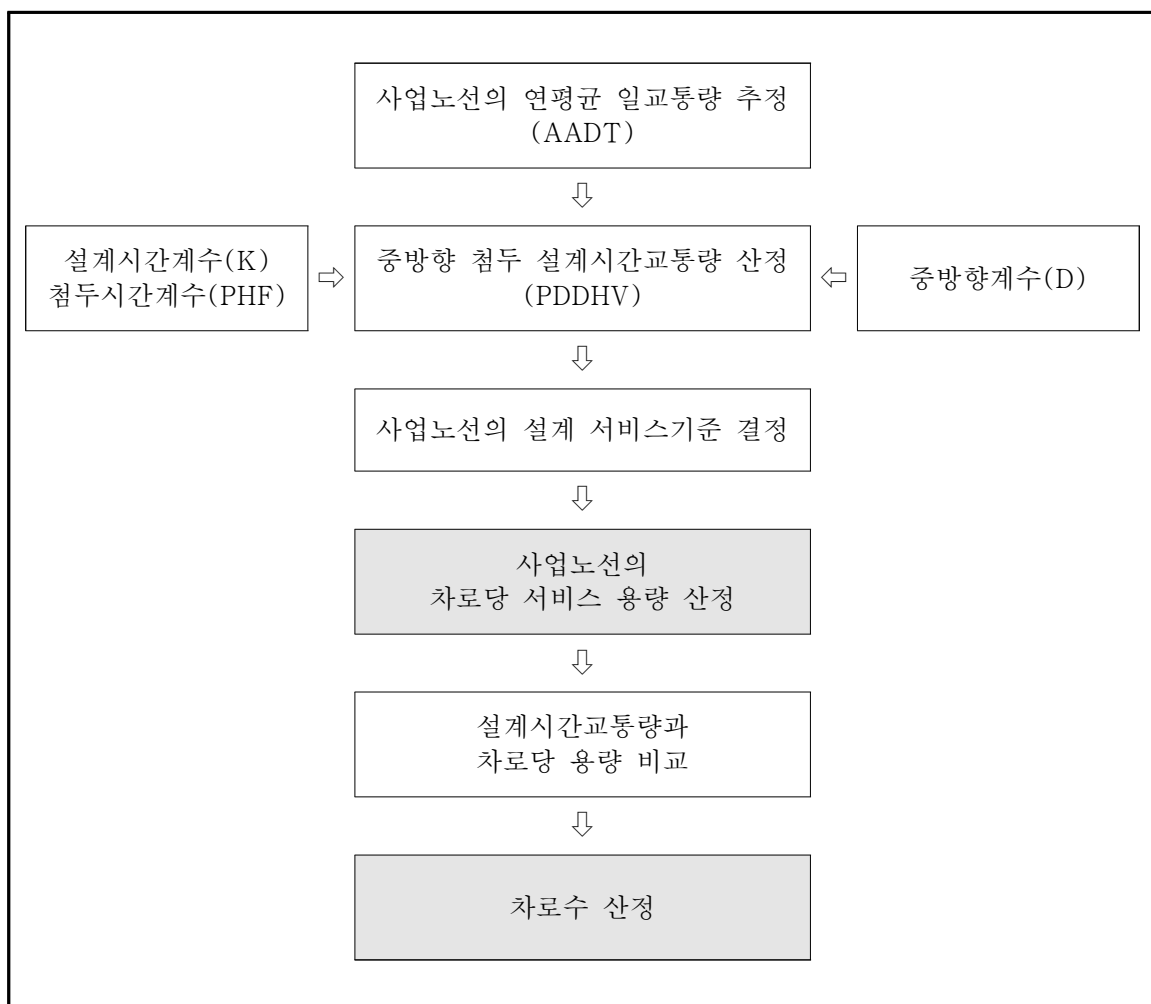 사업노선의 연평균 일교통량 추정
(AADT)
설계시간계수(K)
첨두시간계수(PHF)
중방향 첨두 설계시간교통량 산정
(PDDHV)
중방향계수(D)
사업노선의 설계 서비스기준 결정
사업노선의
차로당 서비스 용량 산정
설계시간교통량과
차로당 용량 비교
차로수 산정